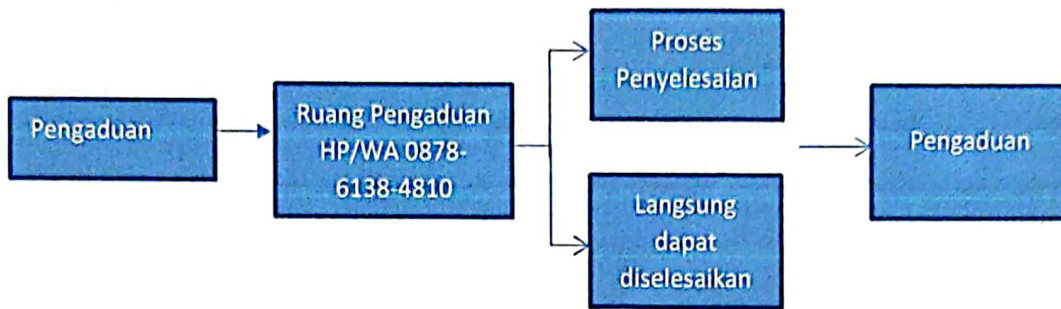 Pengaduan
Ruang Pengaduan
HP/WA 0878-
6138-4810
Proses
Penyelesaian
Langsung
dapat
diselesaikan
Pengaduan